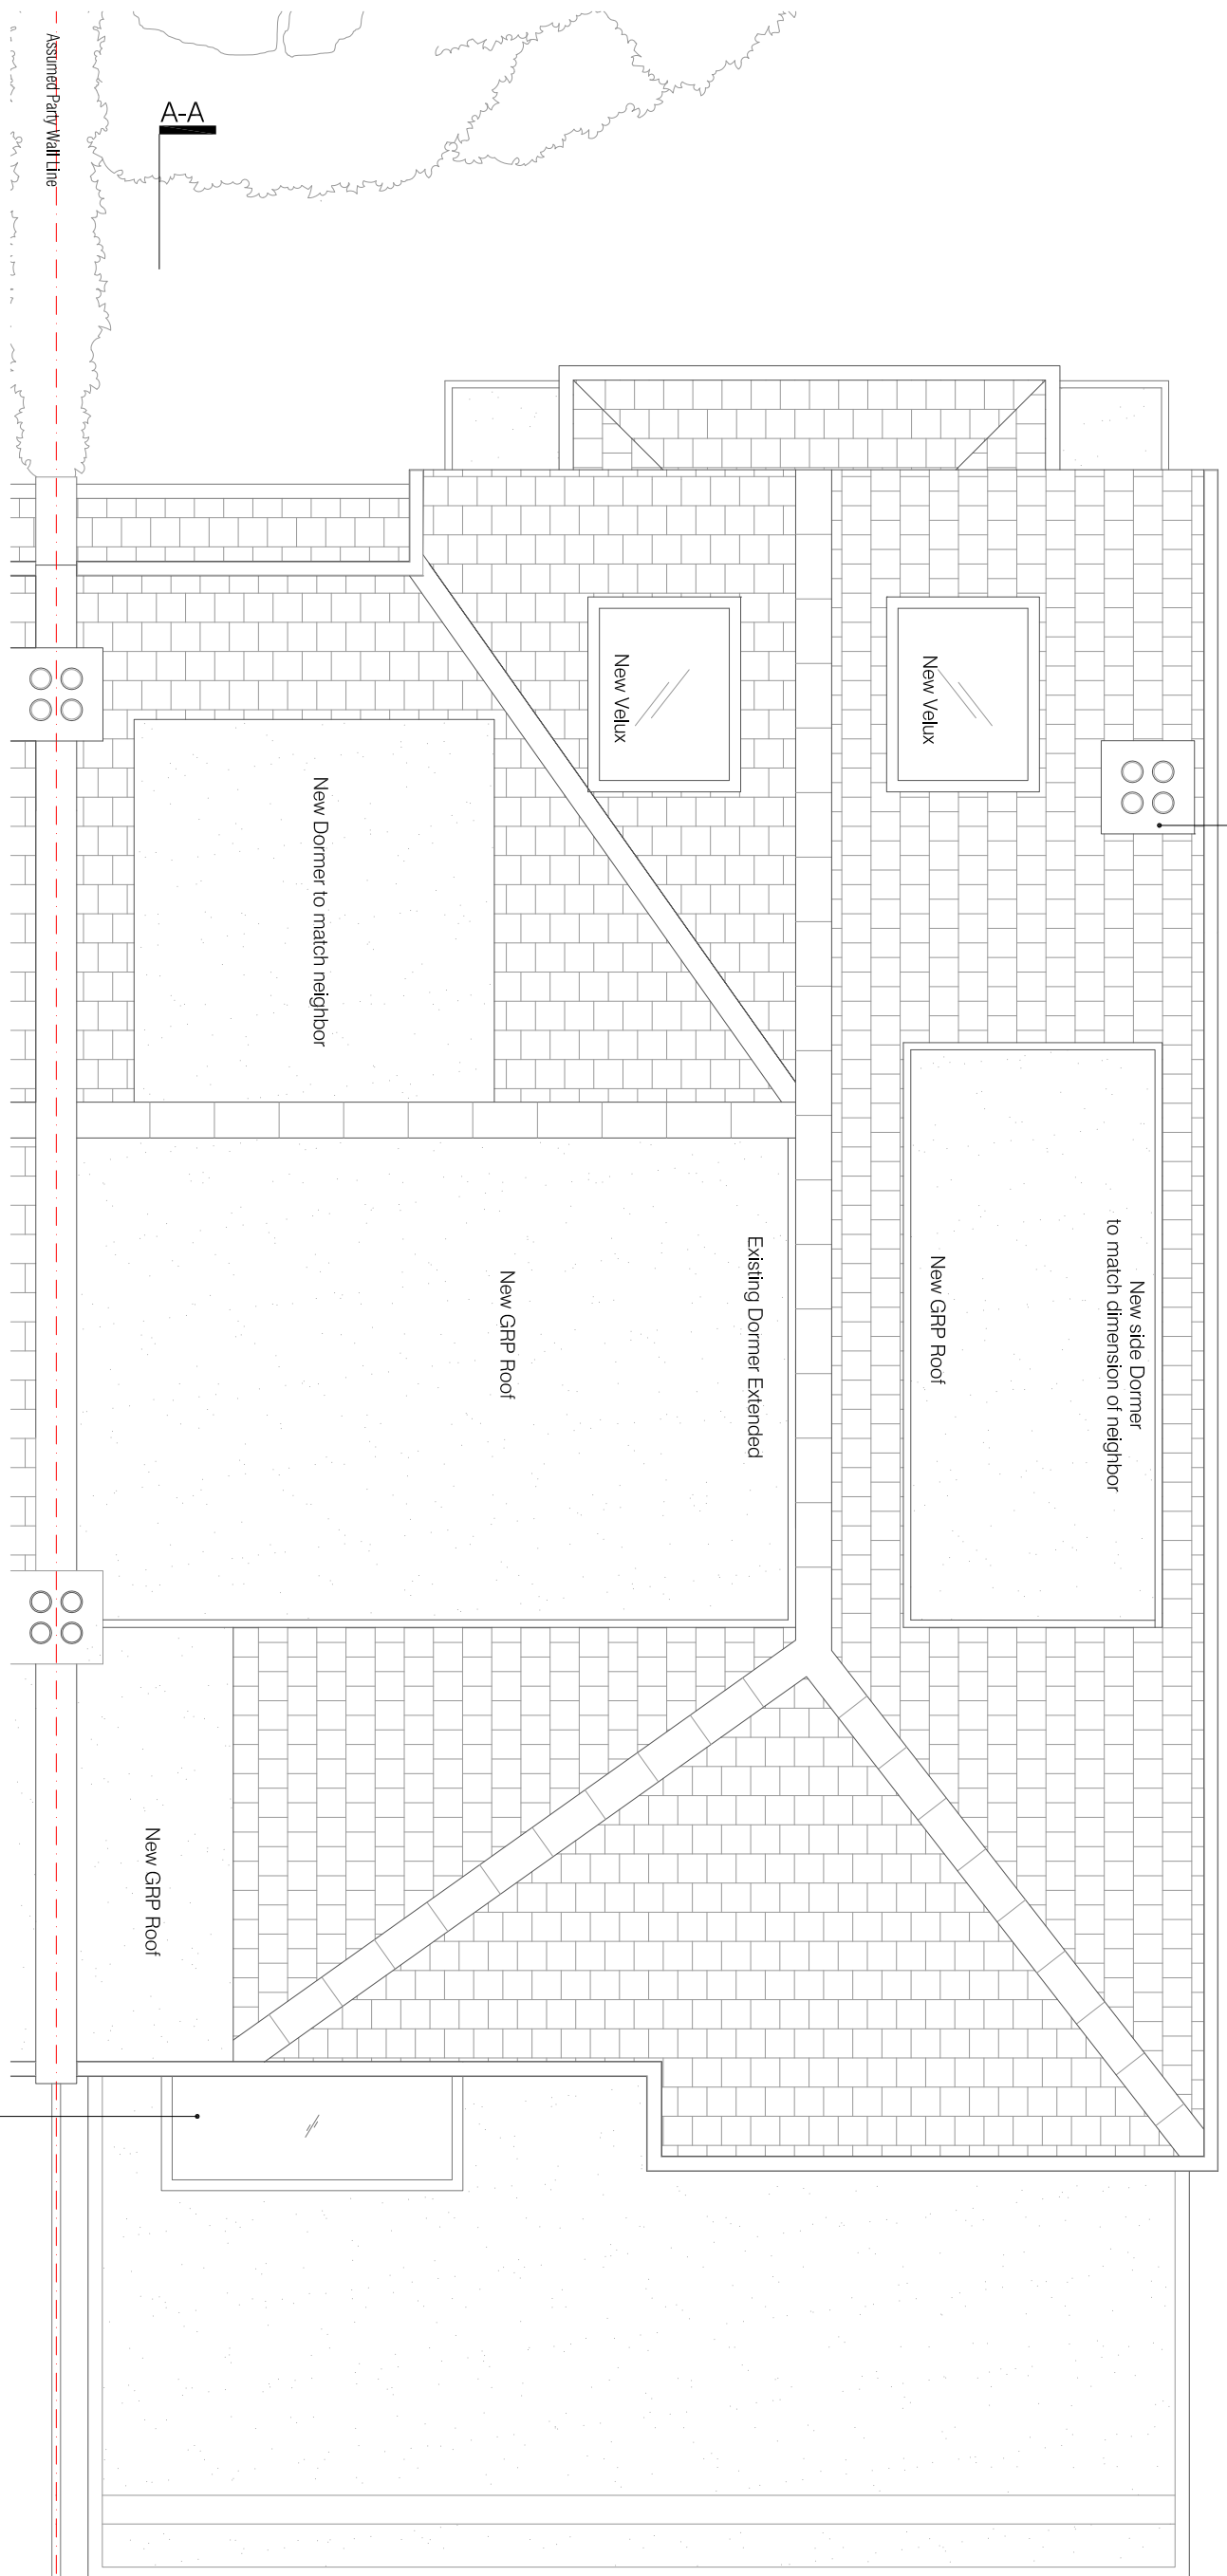 Assumed Party Wall Line
A-A
New Velux
New Velux
New Dormer to match neighbor
New side Dormer
to match dimension of neighbor
New GRP Roof
Existing Dormer Extended
New GRP Roof
New GRP Roof